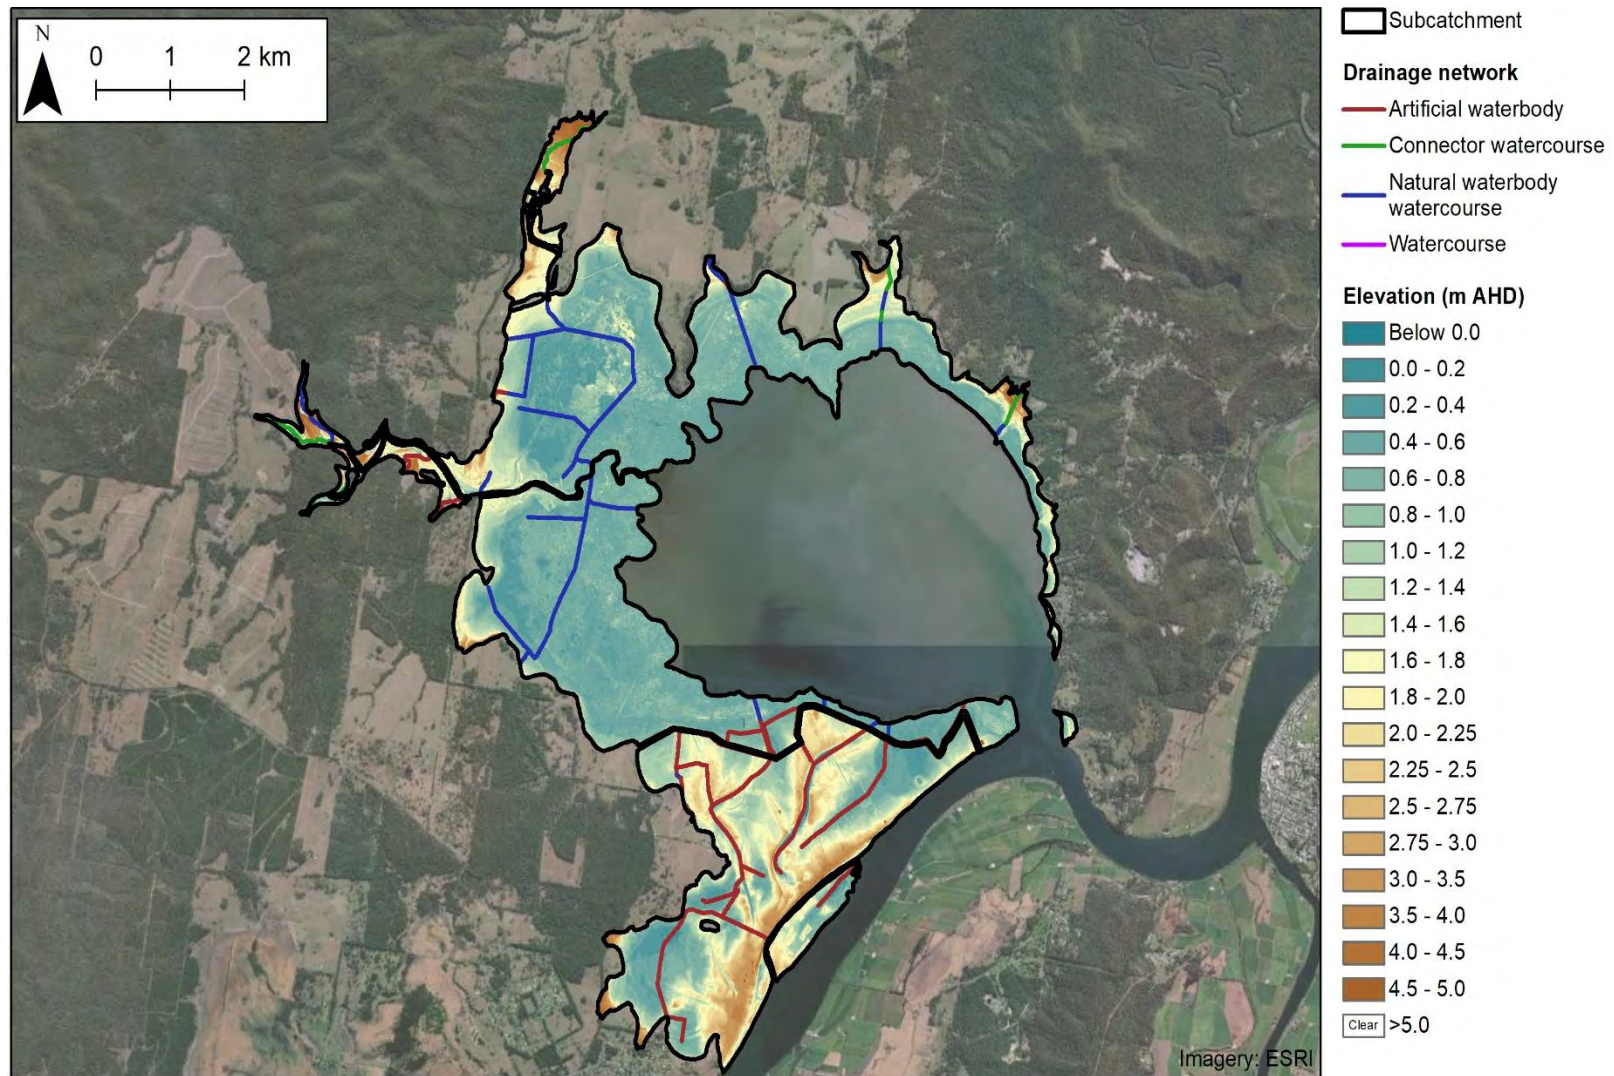 N
0 1 2 km
Subcatchment
Drainage network
Artificial waterbody
Connector watercourse
Natural waterbody
watercourse
Watercourse
Elevation (m AHD)
Below 0.0
0.0 - 0.2
0.2 - 0.4
0.4 - 0.6
0.6 - 0.8
0.8 - 1.0
1.0 - 1.2
1.2 - 1.4
1.4 - 1.6
1.6 - 1.8
1.8 - 2.0
2.0 - 2.25
2.25 - 2.5
2.5 - 2.75
2.75 - 3.0
3.0 - 3.5
3.5 - 4.0
4.0 - 4.5
4.5 - 5.0
Clear >5.0
Imagery: ESRI